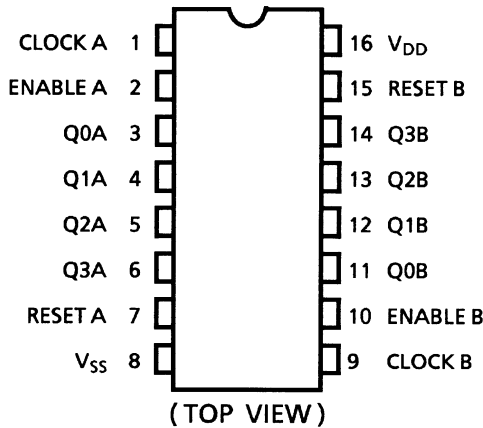 CLOCK A 1 16 VDD
ENABLE A 2 15 RESET B
Q0A 3 14 Q3B
Q1A 4 13 Q2B
Q2A 5 12 Q1B
Q3A 6 11 Q0B
RESET A 7 10 ENABLE B
VSS 8 9 CLOCK B
(TOP VIEW)